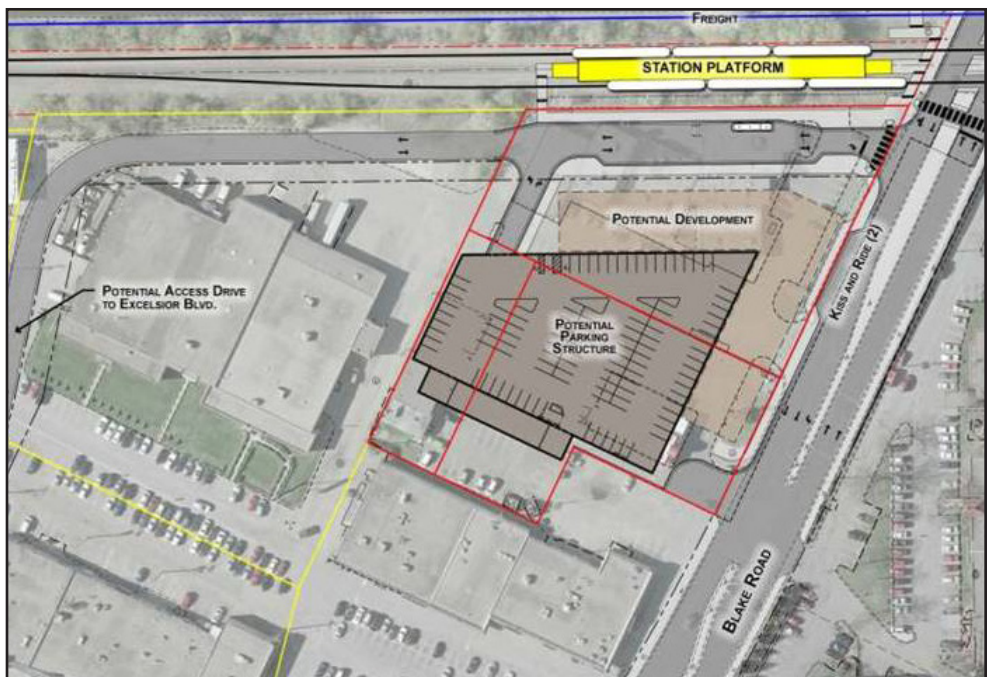 Freight
STATION PLATFORM
Potential Development
Kiss and Ride (2)
Potential Access Drive
to Excelsior Blvd.
Potential
Parking
Structure
Blake Road